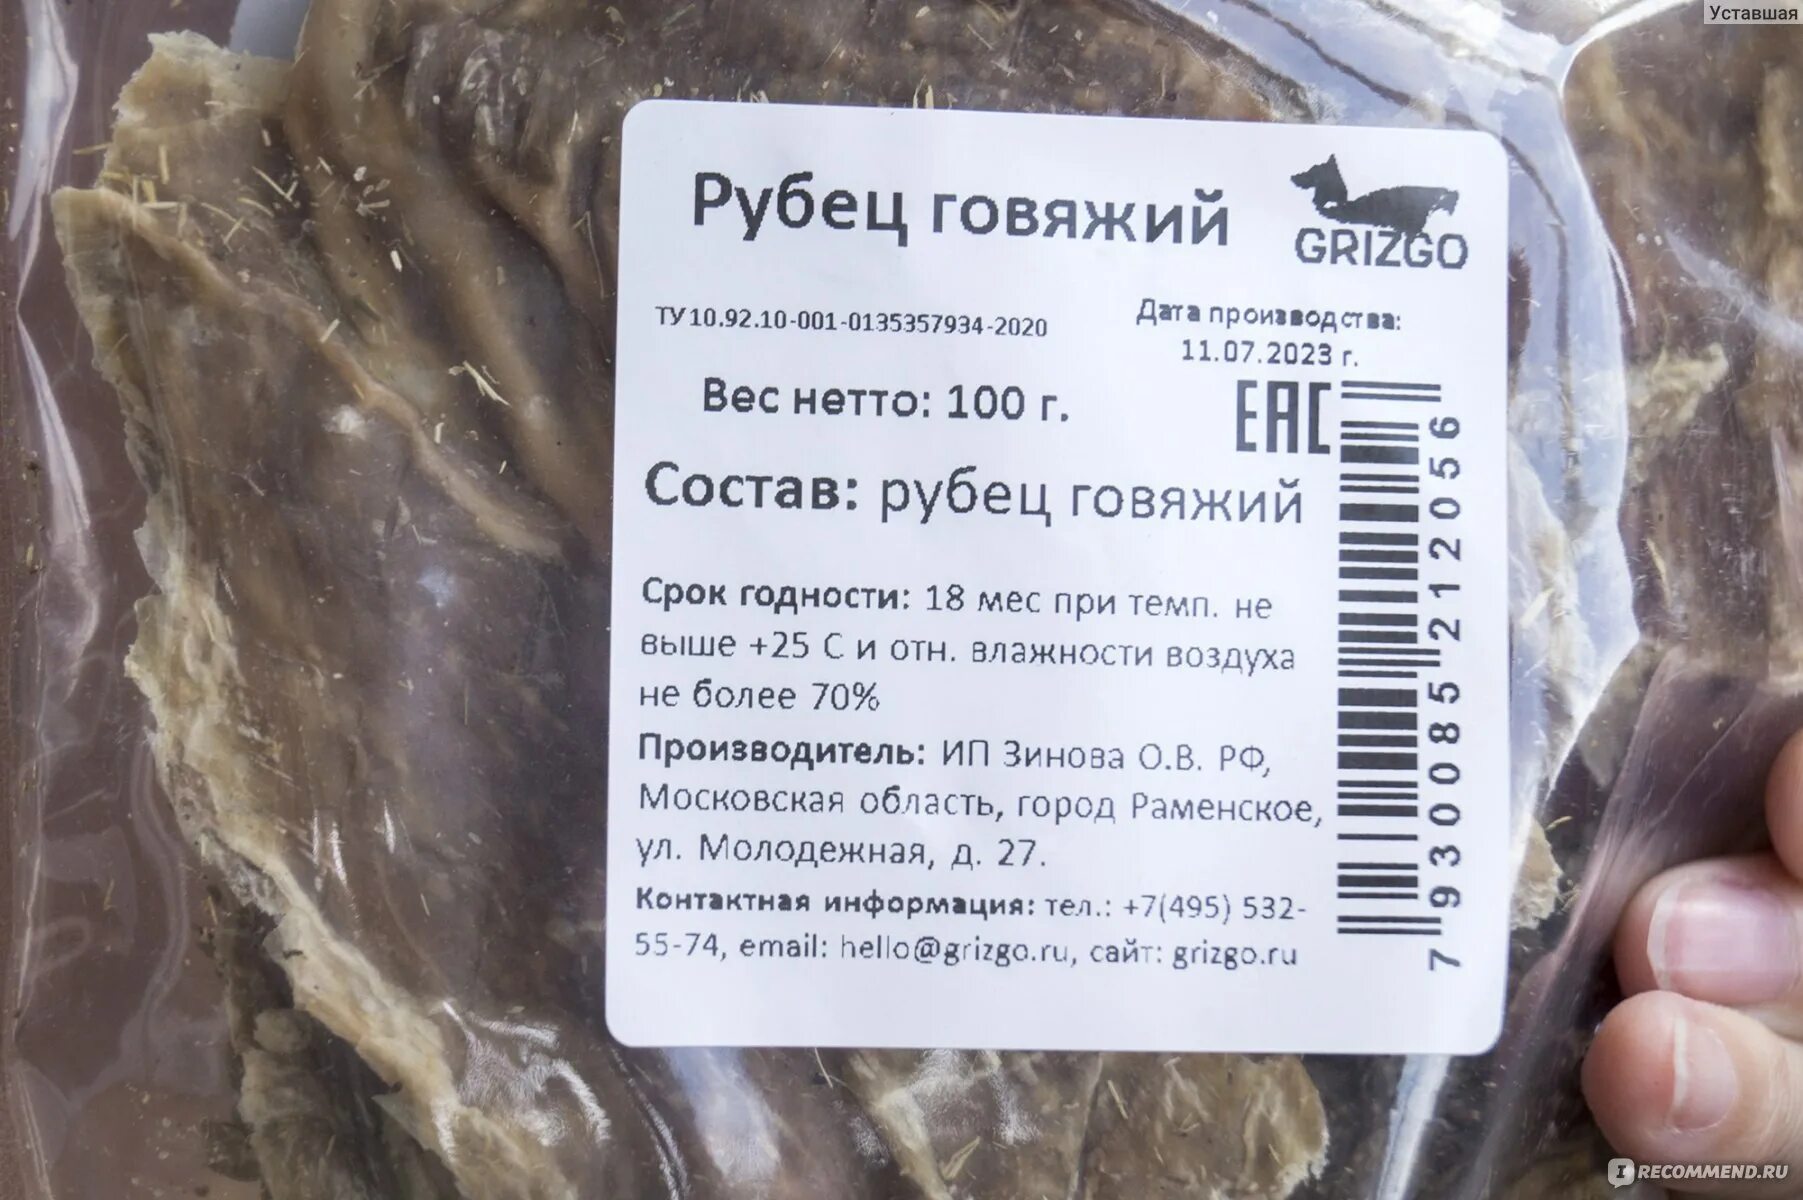 Уставшая
Рубец говяжий
GRIZGO
ТУ 10.92.10-001-0135357934-2020
Дата производства:
11.07.2023 г.
Вес нетто: 100 г.
EAC
Состав: рубец говяжий
Срок годности: 18 мес при темп. не
выше +25 С и отн. влажности воздуха
не более 70%
Производитель: ИП Зинова О.В. РФ,
Московская область, город Раменское,
ул. Молодежная, д. 27.
Контактная информация: тел.: +7(495) 532-
55-74, email: hello@grizgo.ru, сайт: grizgo.ru
7930085212056
IRECOMMEND.RU